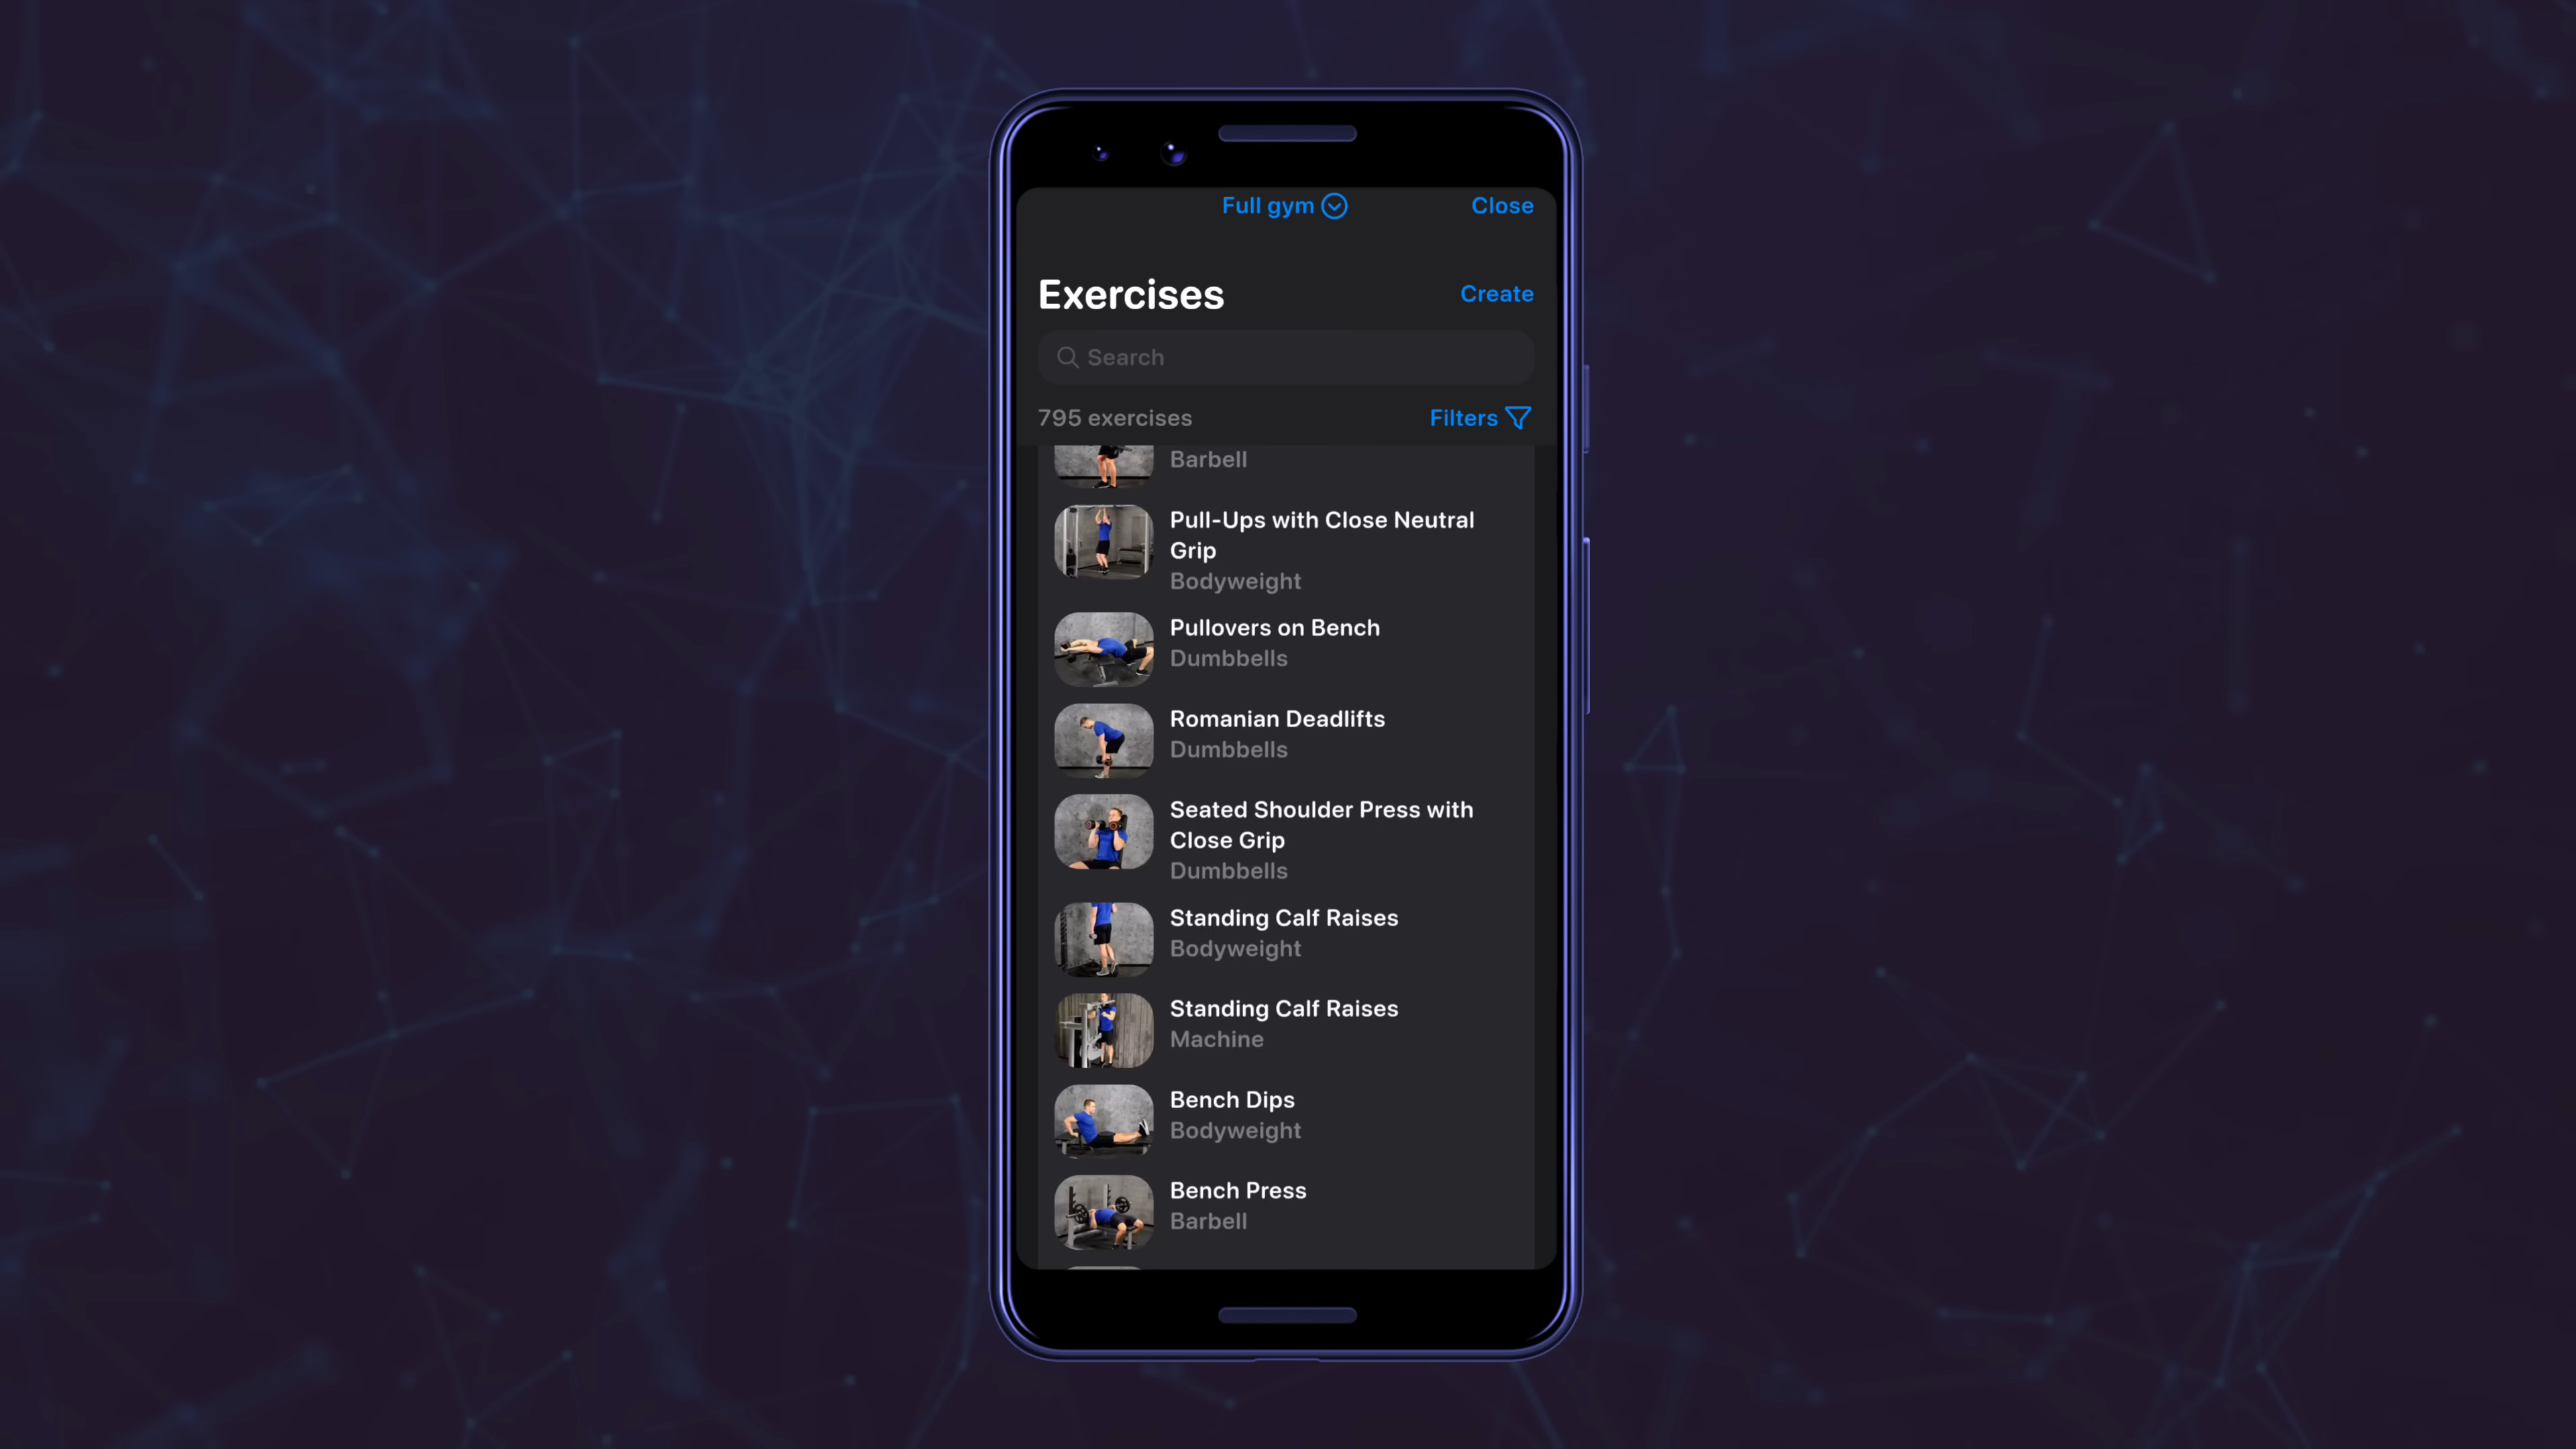 Full gym
Close
Exercises
Create
Search
795 exercises
Filters
Barbell
Pull-Ups with Close Neutral
Grip
Bodyweight
Pullovers on Bench
Dumbbells
Romanian Deadlifts
Dumbbells
Seated Shoulder Press with
Close Grip
Dumbbells
Standing Calf Raises
Bodyweight
Standing Calf Raises
Machine
Bench Dips
Bodyweight
Bench Press
Barbell